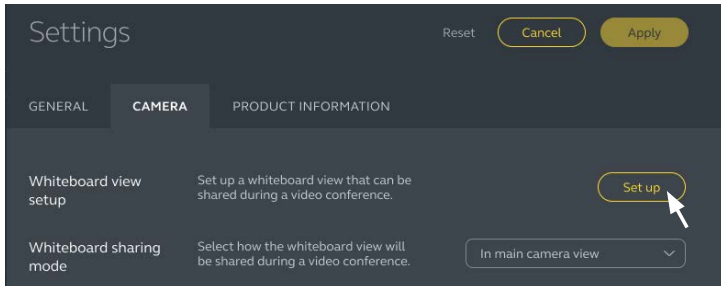 Settings
Reset
Cancel
Apply
GENERAL
CAMERA
PRODUCT INFORMATION
Whiteboard view
setup
Set up a whiteboard view that can be
shared during a video conference.
Set up
Whiteboard sharing
mode
Select how the whiteboard view will
be shared during a video conference.
In main camera view